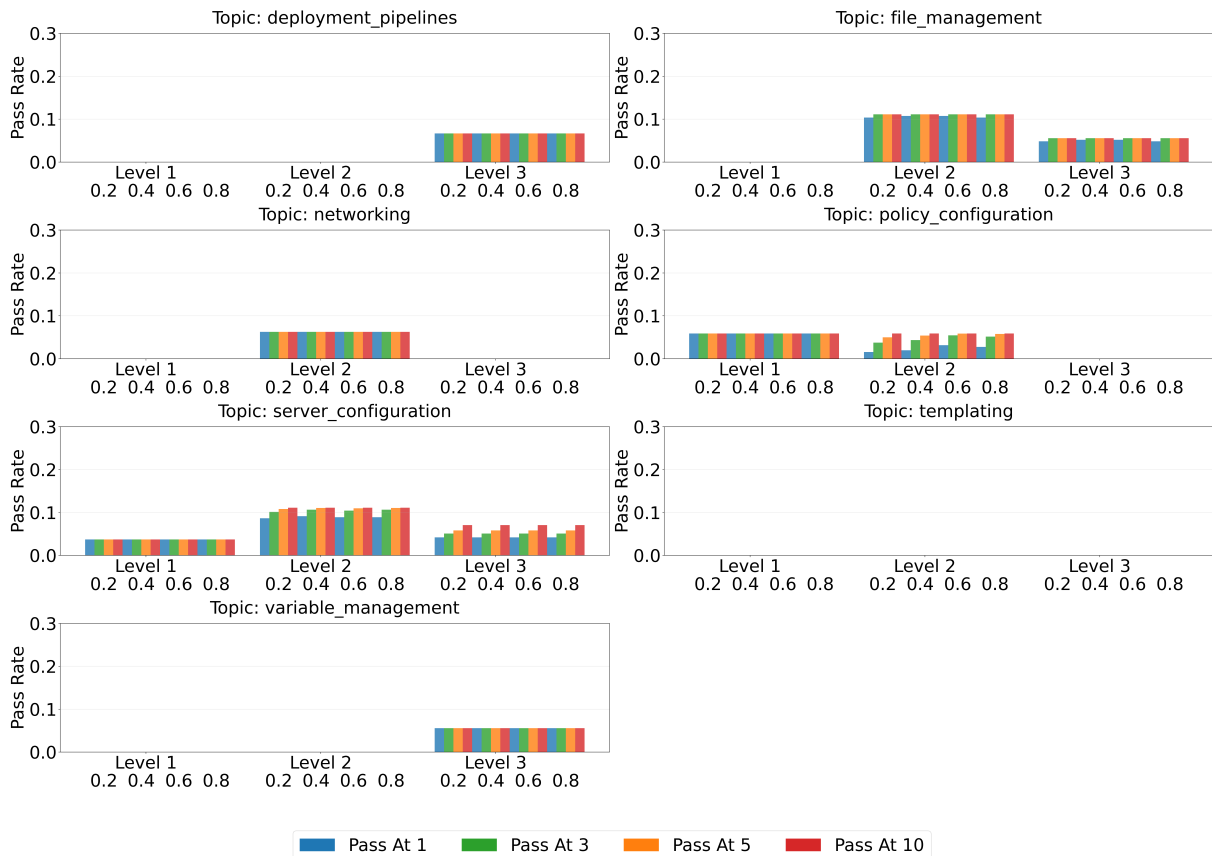 Topic: deployment_pipelines
Pass Rate
0.3
0.2
0.1
0.0
Level 1 Level 2 Level 3
0.2 0.4 0.6 0.8 0.2 0.4 0.6 0.8 0.2 0.4 0.6 0.8
Topic: file_management
Pass Rate
0.3
0.2
0.1
0.0
Level 1 Level 2 Level 3
0.2 0.4 0.6 0.8 0.2 0.4 0.6 0.8 0.2 0.4 0.6 0.8
Topic: networking
Pass Rate
0.3
0.2
0.1
0.0
Level 1 Level 2 Level 3
0.2 0.4 0.6 0.8 0.2 0.4 0.6 0.8 0.2 0.4 0.6 0.8
Topic: policy_configuration
Pass Rate
0.3
0.2
0.1
0.0
Level 1 Level 2 Level 3
0.2 0.4 0.6 0.8 0.2 0.4 0.6 0.8 0.2 0.4 0.6 0.8
Topic: server_configuration
Pass Rate
0.3
0.2
0.1
0.0
Level 1 Level 2 Level 3
0.2 0.4 0.6 0.8 0.2 0.4 0.6 0.8 0.2 0.4 0.6 0.8
Topic: templating
Pass Rate
0.3
0.2
0.1
0.0
Level 1 Level 2 Level 3
0.2 0.4 0.6 0.8 0.2 0.4 0.6 0.8 0.2 0.4 0.6 0.8
Topic: variable_management
Pass Rate
0.3
0.2
0.1
0.0
Level 1 Level 2 Level 3
0.2 0.4 0.6 0.8 0.2 0.4 0.6 0.8 0.2 0.4 0.6 0.8
Pass At 1 Pass At 3 Pass At 5 Pass At 10